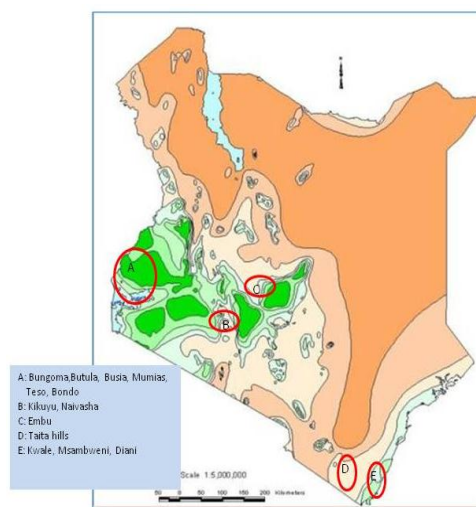 A
C
B
A: Bungoma,Butula, Busia, Mumias,
Teso, Bondo
B: Kikuyu, Naivasha
C: Embu
D: Taita hills
E: Kwale, Msambweni, Diani
D
E
Scale 1:5,000,000
50 0 50 100 150 200 Kilometers